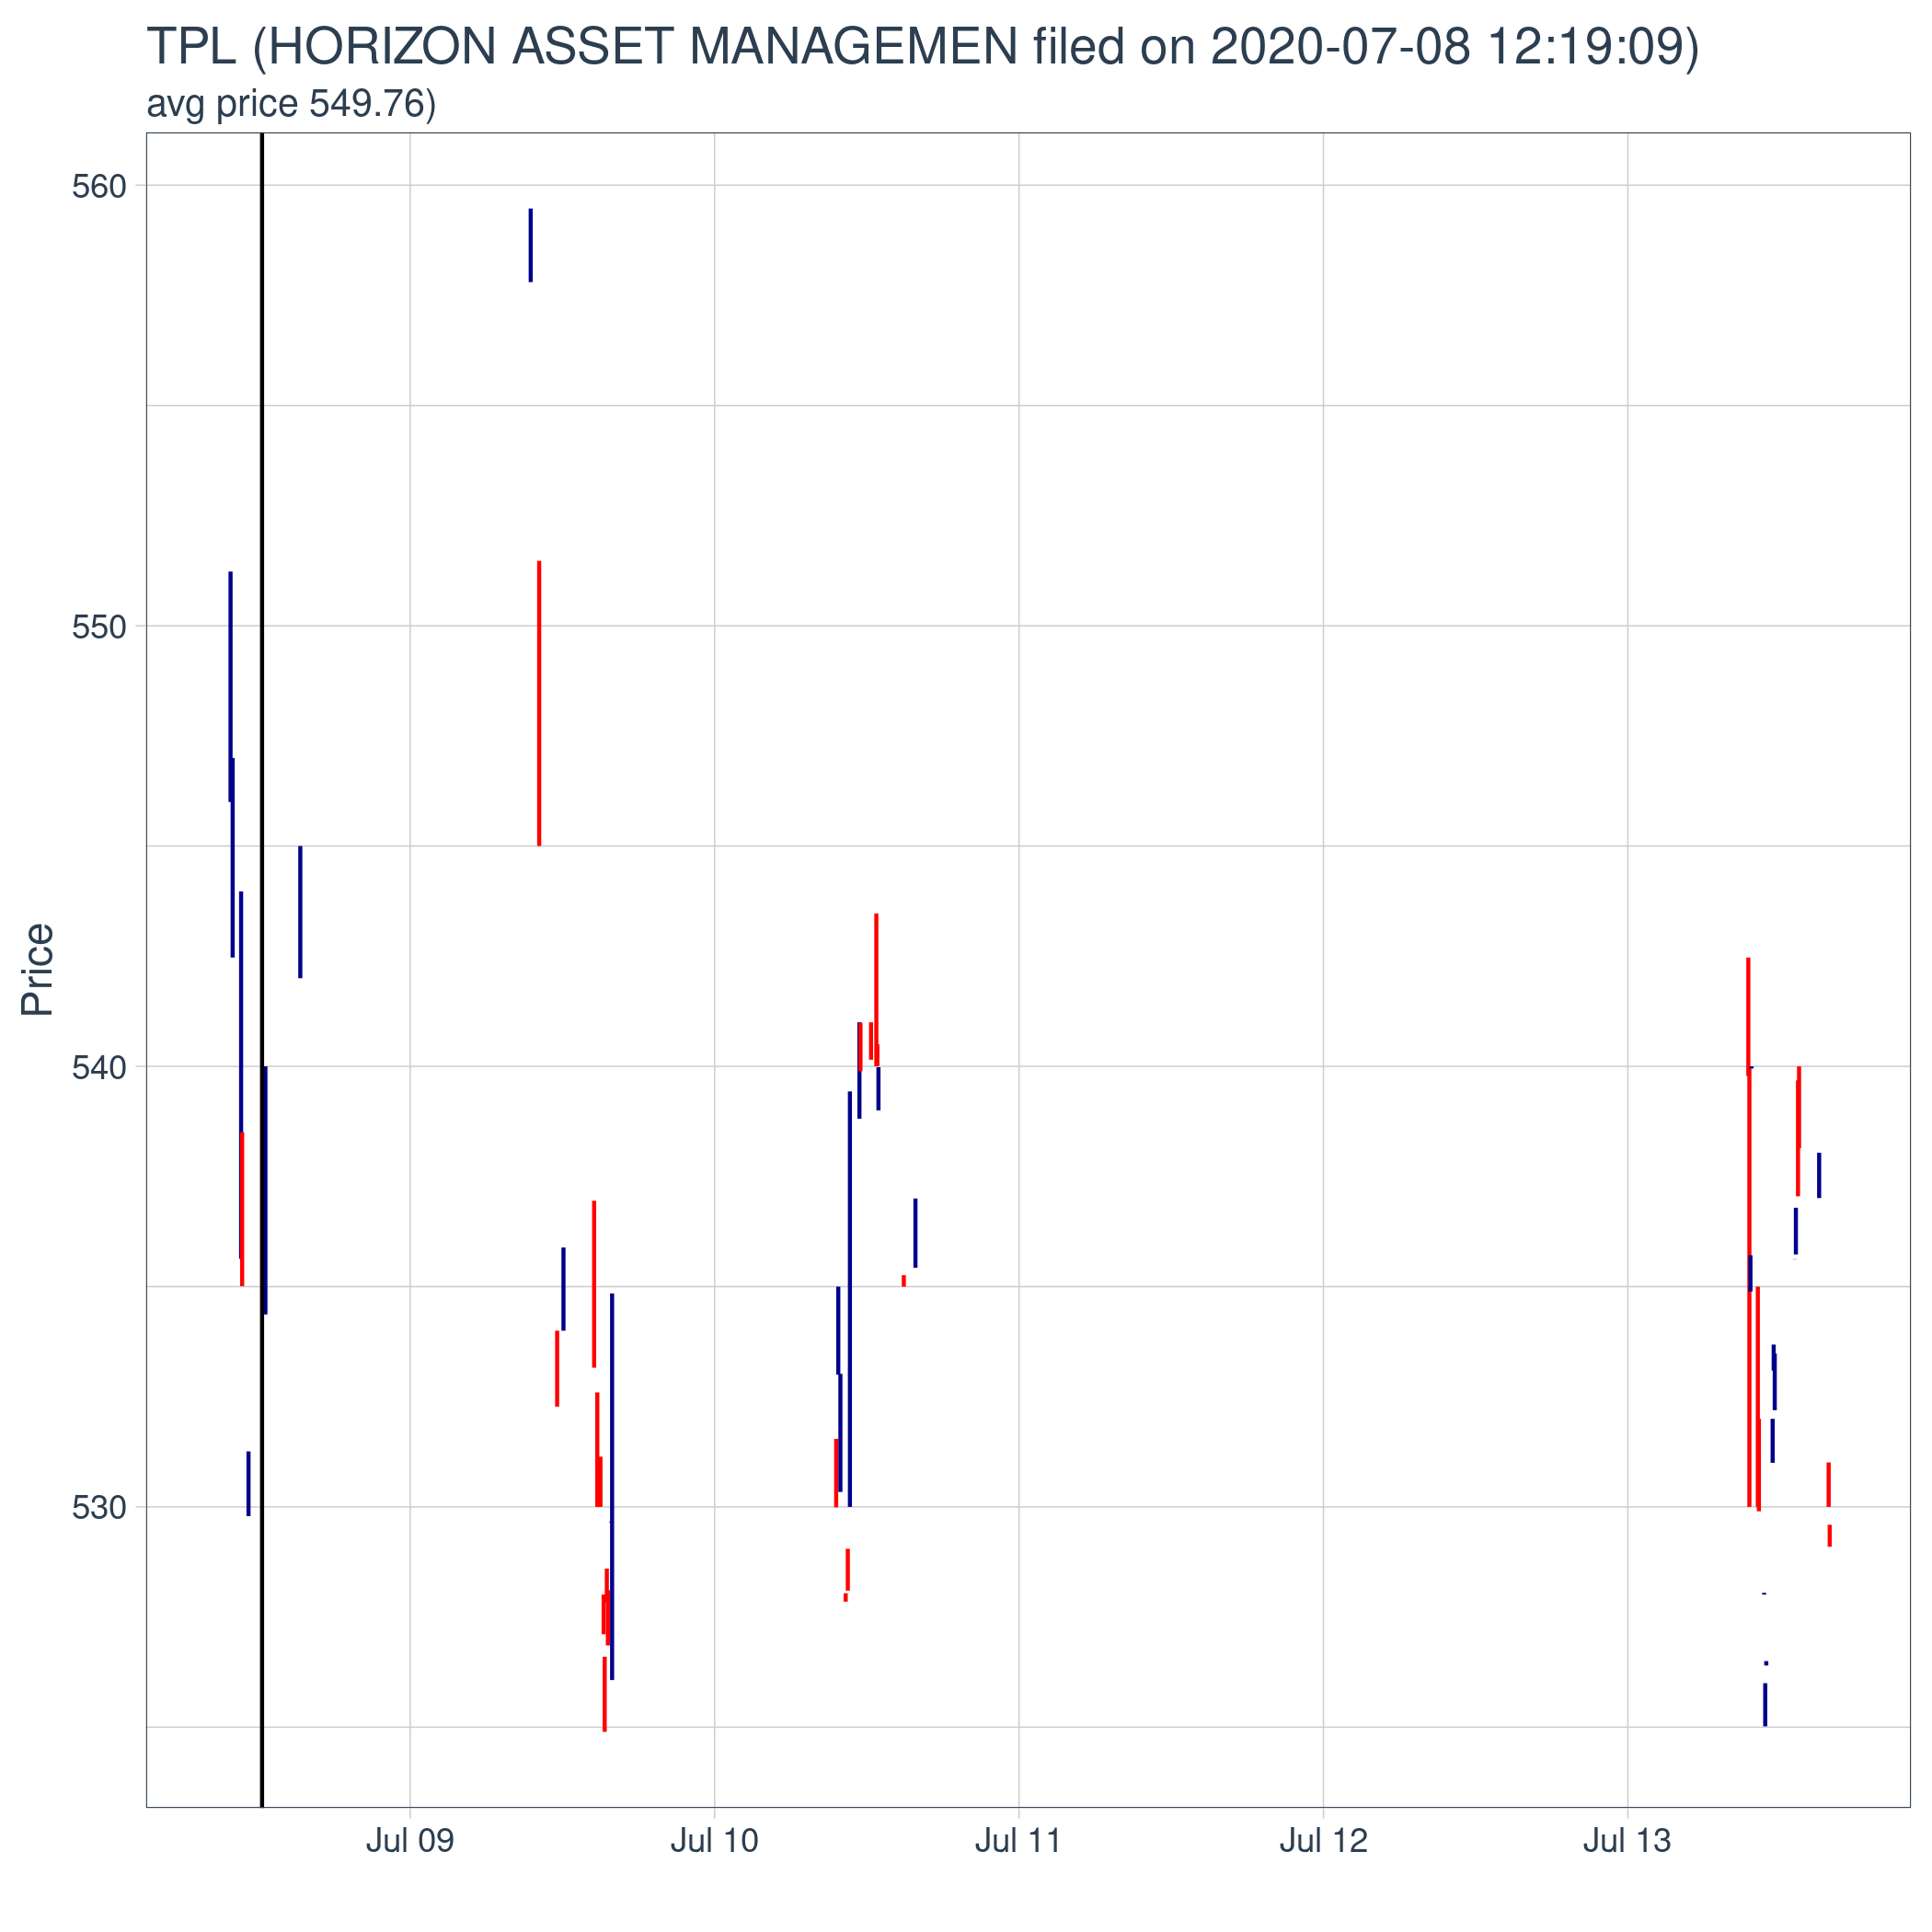 TPL (HORIZON ASSET MANAGEMEN filed on 2020-07-08 12:19:09)
avg price 549.76)
560
550
540
530
Price
Jul 09 Jul 10 Jul 11 Jul 12 Jul 13